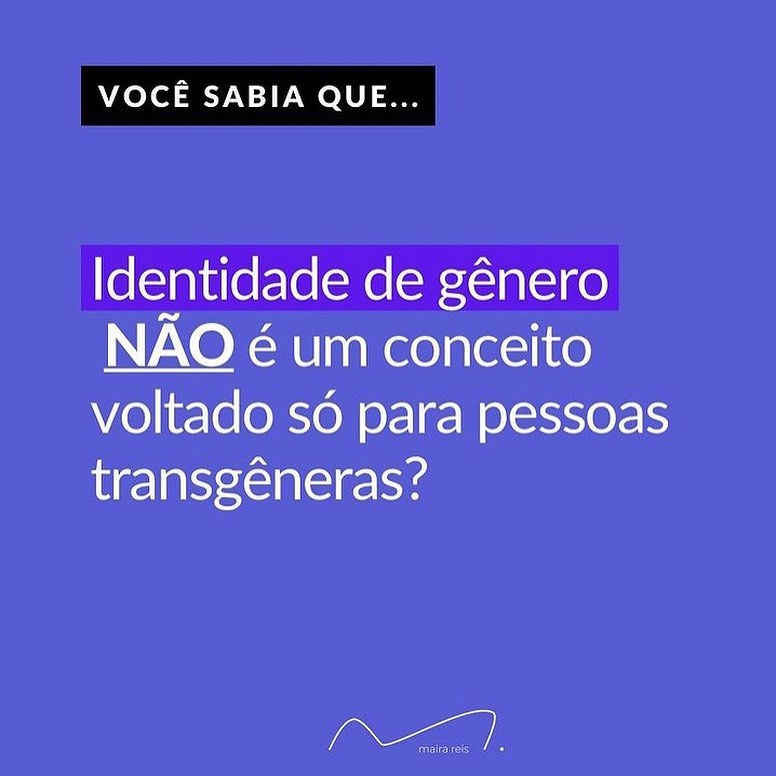 VOCÊ SABIA QUE...
Identidade de gênero
NÃO é um conceito
voltado só para pessoas
transgêneras?
maira reis